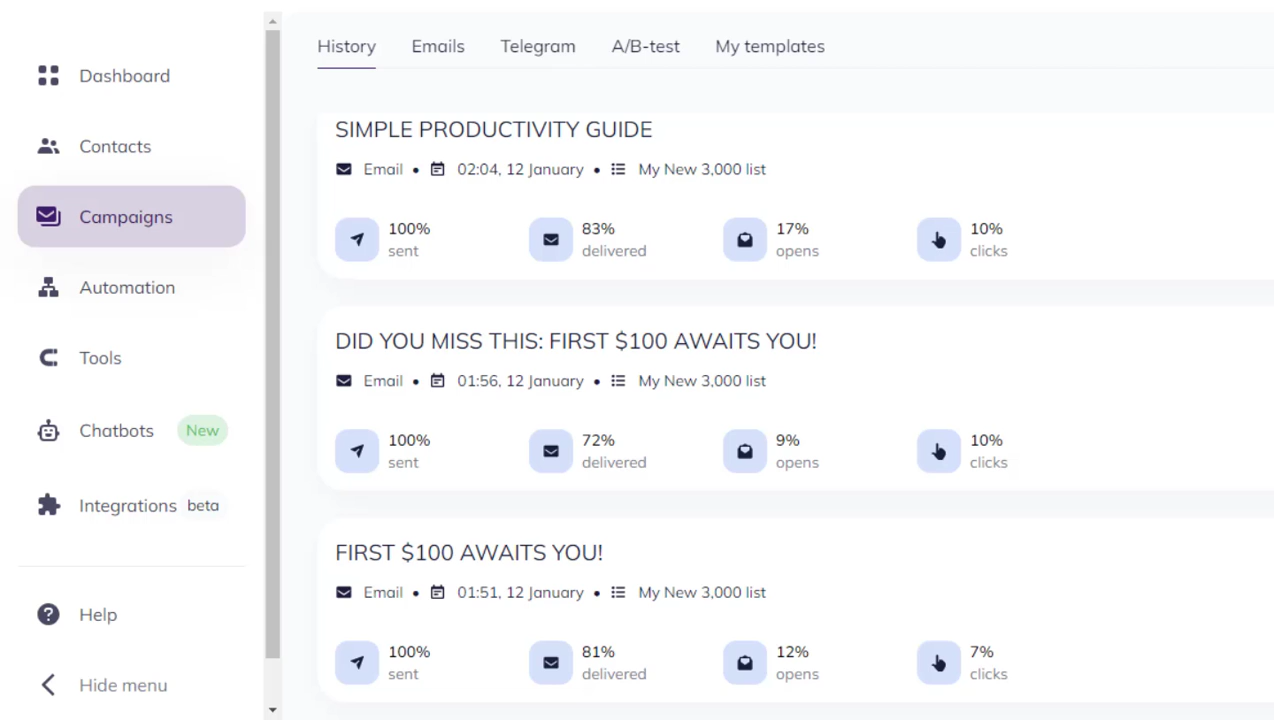 Dashboard
Contacts
Campaigns
Automation
Tools
Chatbots New
Integrations beta
Help
Hide menu
History Emails Telegram A/B-test My templates
SIMPLE PRODUCTIVITY GUIDE
Email • 02:04, 12 January • My New 3,000 list
100% 83% 17% 10%
sent delivered opens clicks
DID YOU MISS THIS: FIRST $100 AWAITS YOU!
Email • 01:56, 12 January • My New 3,000 list
100% 72% 9% 10%
sent delivered opens clicks
FIRST $100 AWAITS YOU!
Email • 01:51, 12 January • My New 3,000 list
100% 81% 12% 7%
sent delivered opens clicks